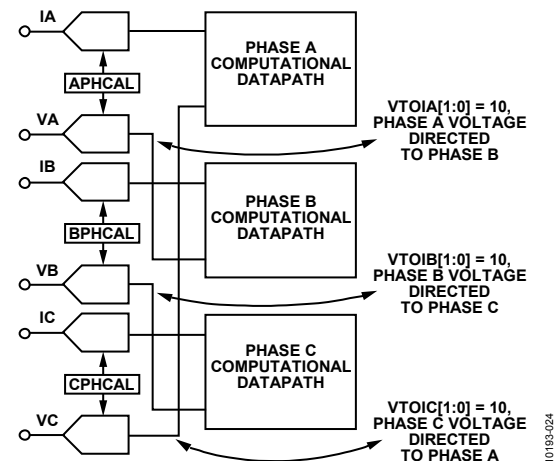 IA
PHASE A
COMPUTATIONAL
DATAPATH
APHCAL
VTOIA[1:0] = 10,
PHASE A VOLTAGE
DIRECTED
TO PHASE B
VA
IB
PHASE B
COMPUTATIONAL
DATAPATH
BPHCAL
VTOIB[1:0] = 10,
PHASE B VOLTAGE
DIRECTED
TO PHASE C
VB
IC
PHASE C
COMPUTATIONAL
DATAPATH
CPHCAL
VTOIC[1:0] = 10,
PHASE C VOLTAGE
DIRECTED
TO PHASE A
VC
10193-024